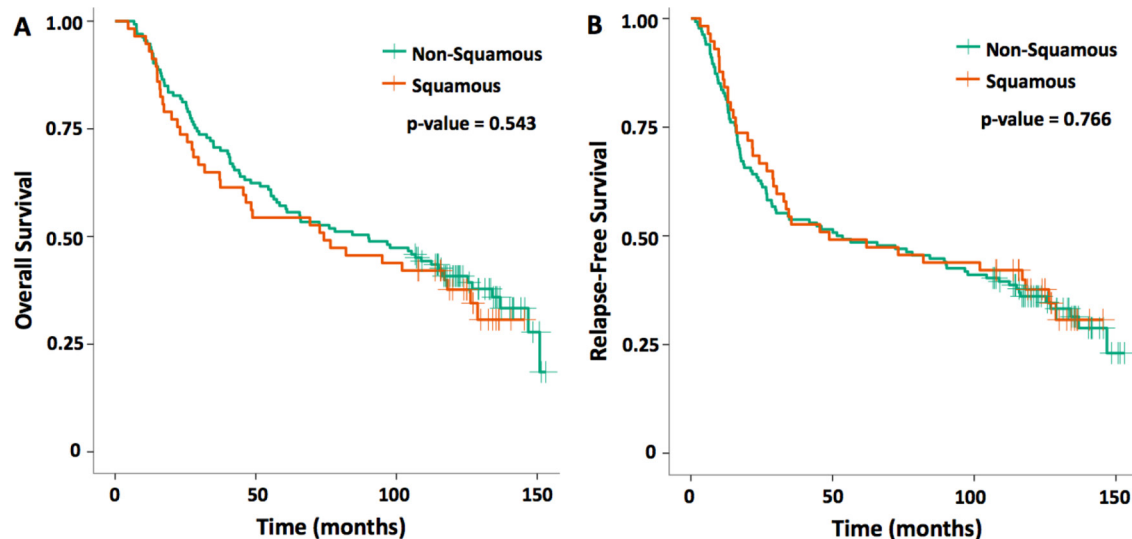 A
Overall Survival
1.00
0.75
0.50
0.25
0
0
50
100
150
Time (months)
Non-Squamous
Squamous
p-value = 0.543
B
Relapse-Free Survival
1.00
0.75
0.50
0.25
0
0
50
100
150
Time (months)
Non-Squamous
Squamous
p-value = 0.766